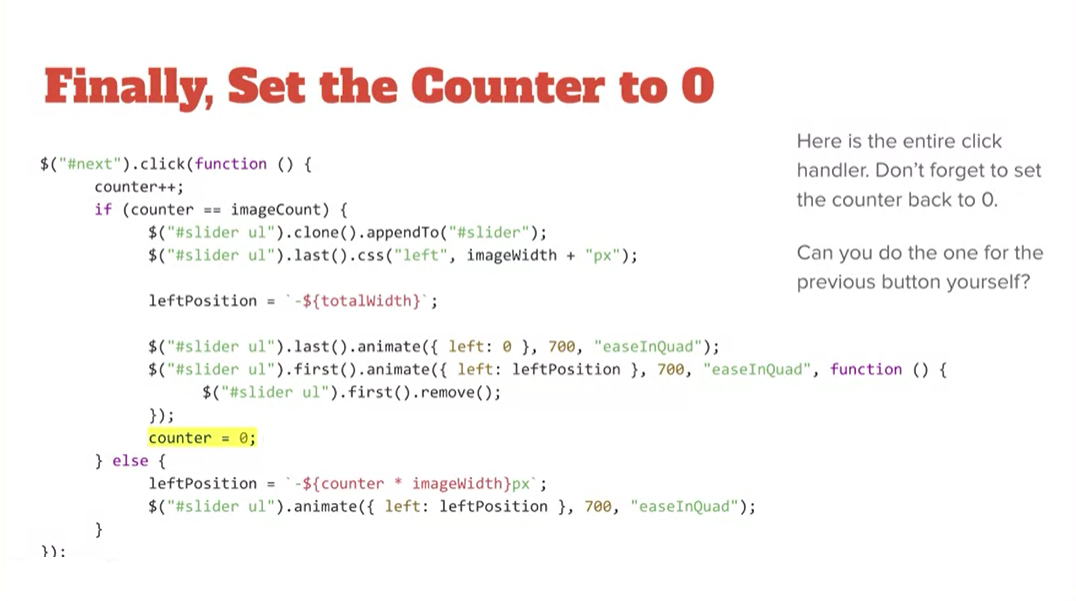 Finally, Set the Counter to 0
$("#next").click(function () {
counter++;
if (counter == imageCount) {
$("#slider ul").clone().appendTo("#slider");
$("#slider ul").last().css("left", imageWidth + "px");
leftPosition = `-${totalWidth}`;
$("#slider ul").last().animate({ left: 0 }, 700, "easeInQuad");
$("#slider ul").first().animate({ left: leftPosition }, 700, "easeInQuad", function () {
$("#slider ul").first().remove();
});
counter = 0;
} else {
leftPosition = `-${counter * imageWidth}px`;
$("#slider ul").animate({ left: leftPosition }, 700, "easeInQuad");
}
});
Here is the entire click
handler. Don’t forget to set
the counter back to 0.
Can you do the one for the
previous button yourself?